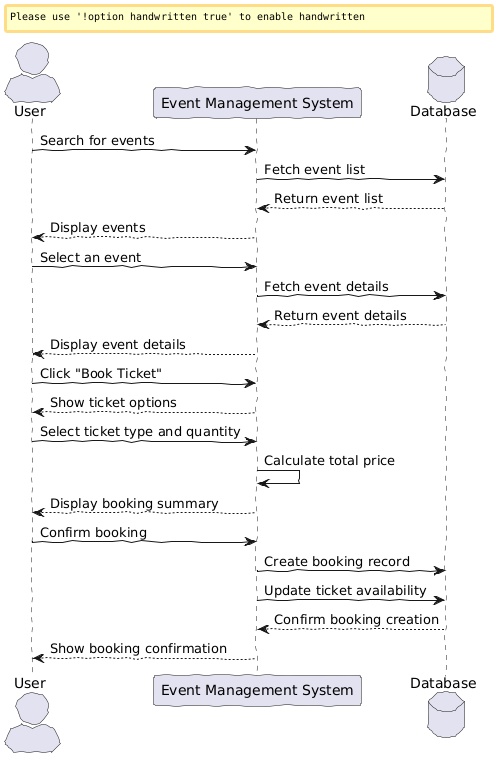 Please use '!option handwritten true' to enable handwritten
User
Event Management System
Database
Search for events
Fetch event list
Return event list
Display events
Select an event
Fetch event details
Return event details
Display event details
Click "Book Ticket"
Show ticket options
Select ticket type and quantity
Calculate total price
Display booking summary
Confirm booking
Create booking record
Update ticket availability
Confirm booking creation
Show booking confirmation
User
Event Management System
Database